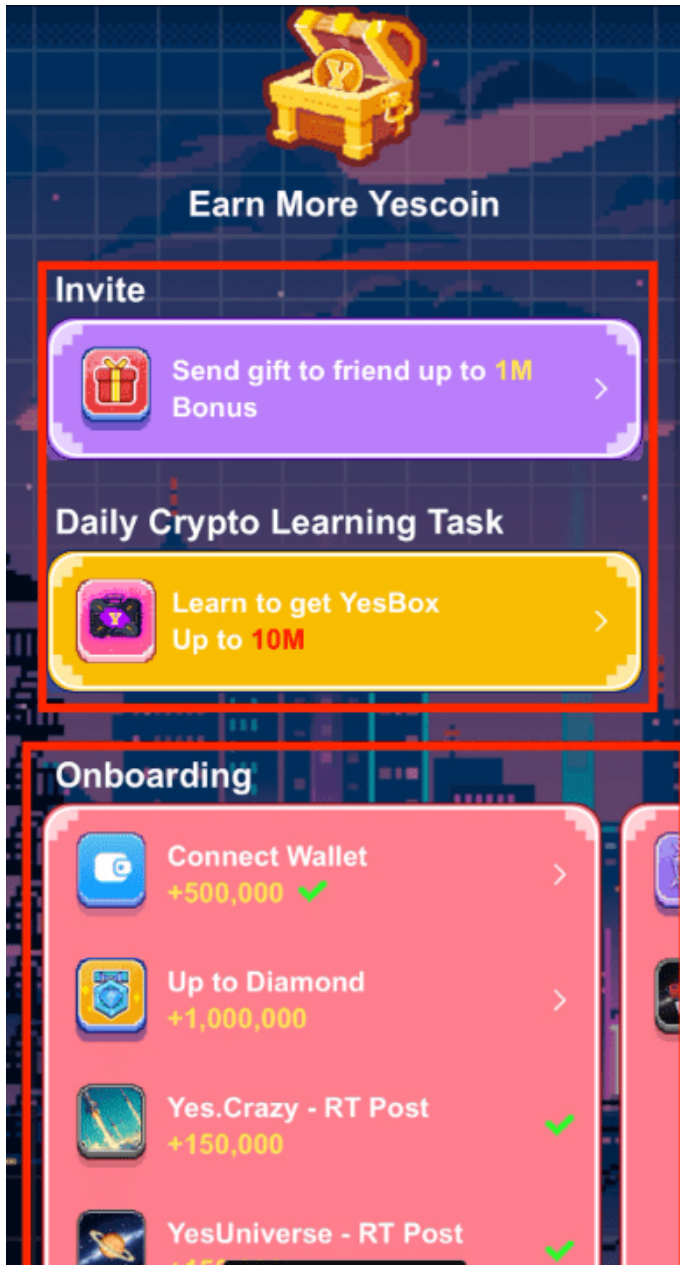 Earn More Yescoin
Invite
Send gift to friend up to 1M
Bonus
Daily Crypto Learning Task
Learn to get YesBox
Up to 10M
Onboarding
Connect Wallet
+500,000
Up to Diamond
+1,000,000
Yes.Crazy - RT Post
+150,000
YesUniverse - RT Post